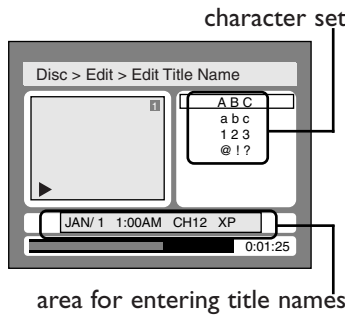 character set
Disc > Edit > Edit Title Name
1
A B C
a b c
1 2 3
@ ! ?
JAN/ 1 1:00AM CH12 XP
0:01:25
area for entering title names